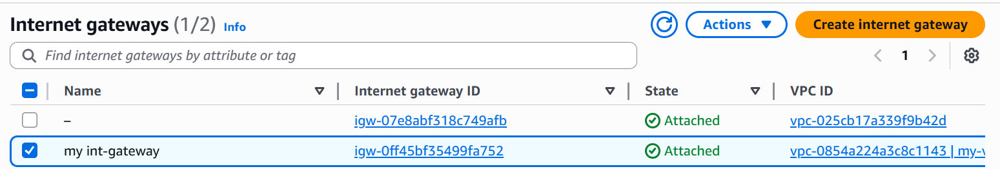 Internet gateways (1/2) Info Actions Create internet gateway
Find internet gateways by attribute or tag 1
Name Internet gateway ID State VPC ID
– igw-07e8abf318c749afb Attached vpc-025cb17a339f9b42d
my int-gateway igw-0ff45bf35499fa752 Attached vpc-0854a224a3c8c1143 | my-v